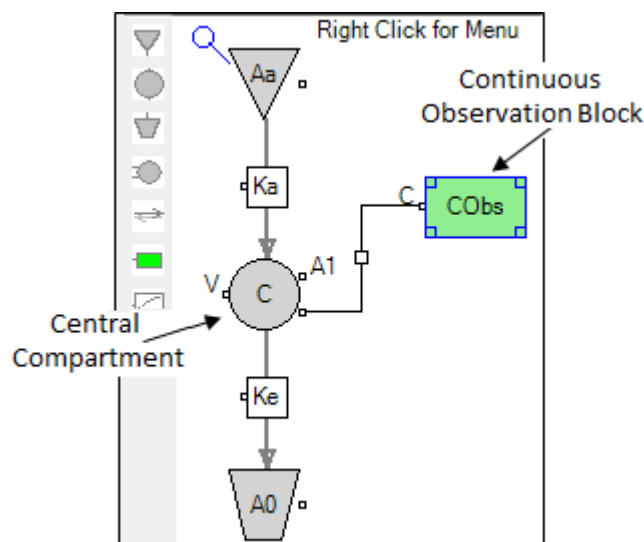 Right Click for Menu
Aa
Continuous
Observation Block
Ka
C
CObs
A1
V
C
Central
Compartment
Ke
A0